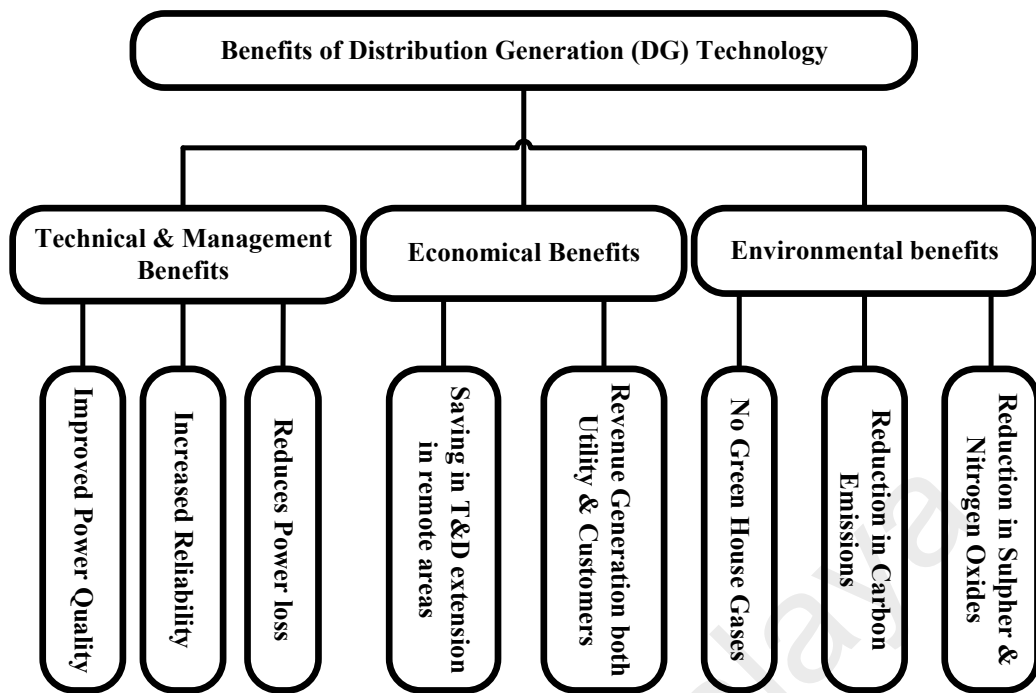 Benefits of Distribution Generation (DG) Technology
Technical & Management
Benefits
Economical Benefits
Environmental benefits
Improved Power Quality
Increased Reliability
Reduces Power loss
Saving in T&D extension
in remote areas
Revenue Generation both
Utility & Customers
No Green House Gases
Reduction in Carbon
Emissions
Reduction in Sulpher &
Nitrogen Oxides